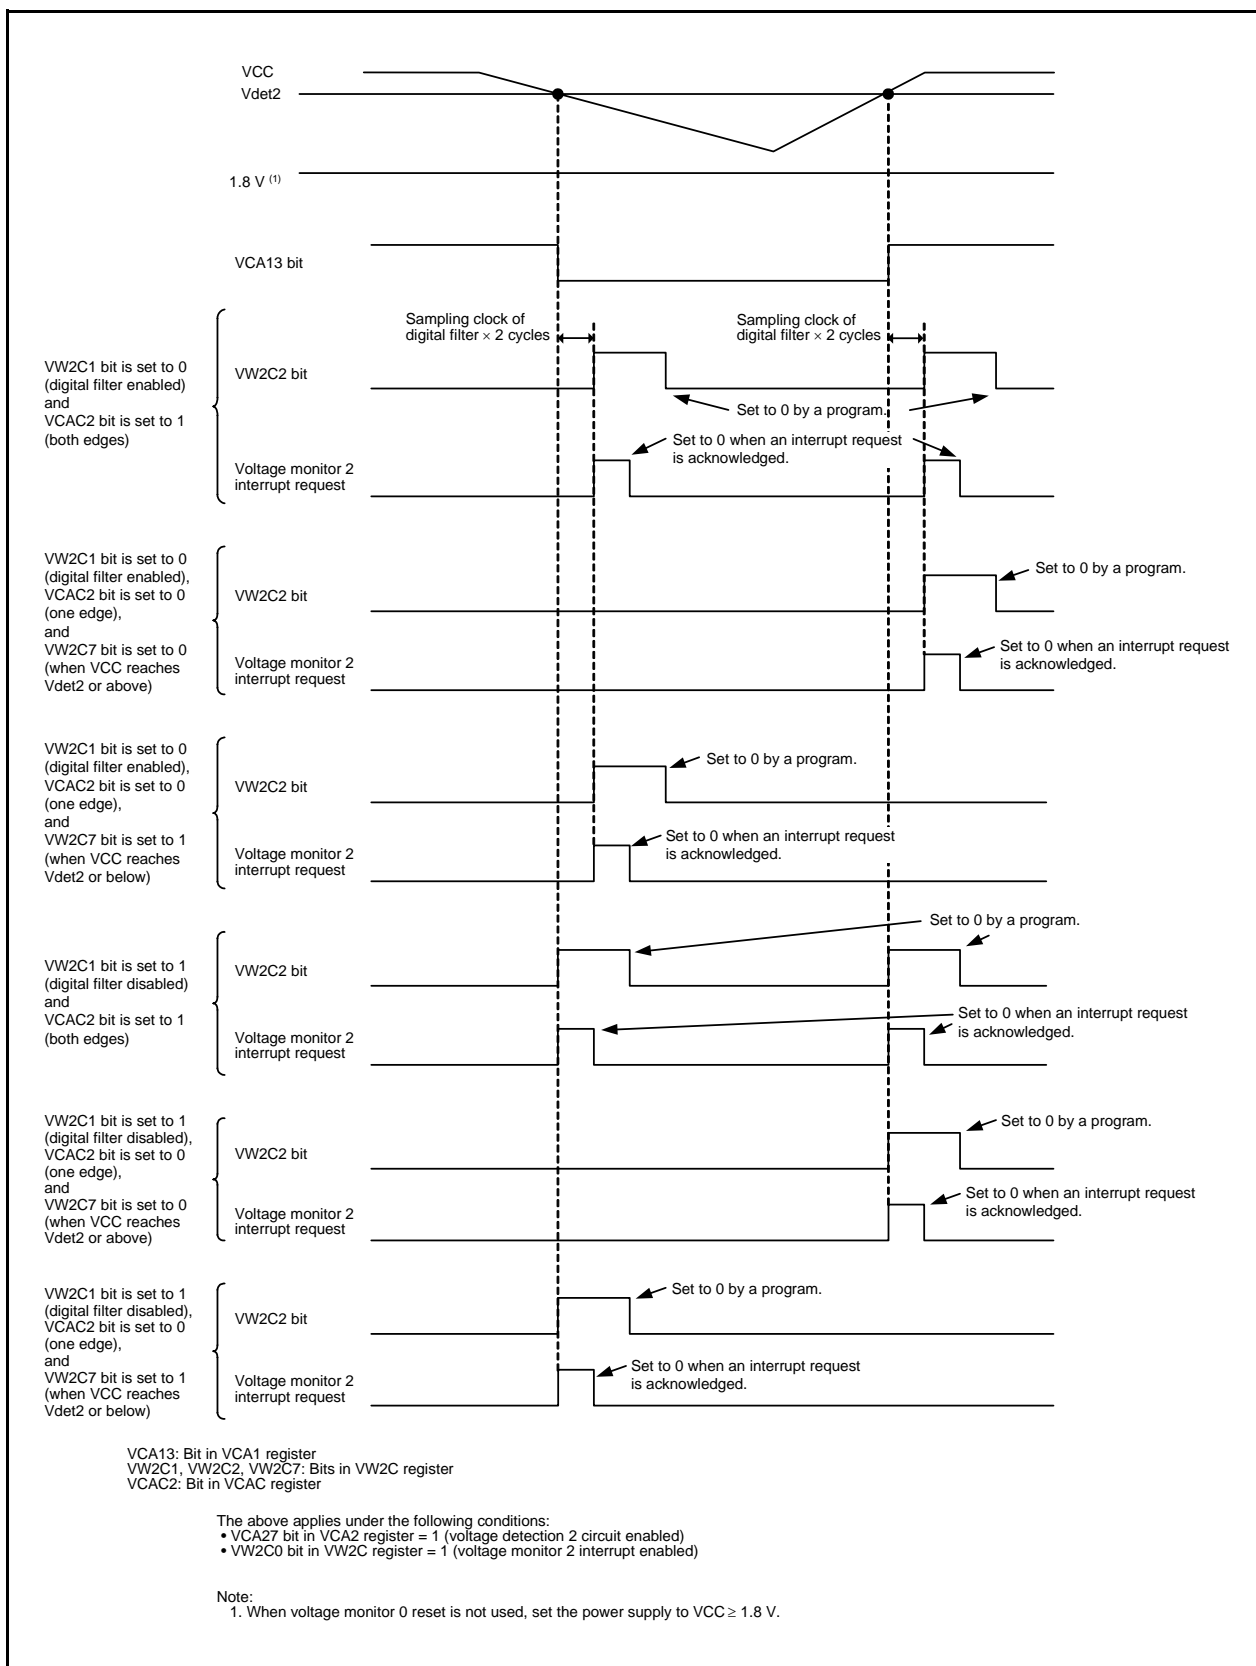 VCC
Vdet2
1.8 V (1)
VCA13 bit
Sampling clock of
digital filter × 2 cycles
Sampling clock of
digital filter × 2 cycles
VW2C1 bit is set to 0
(digital filter enabled)
and
VCAC2 bit is set to 1
(both edges)
VW2C2 bit
Set to 0 by a program.
Set to 0 when an interrupt request
is acknowledged.
Voltage monitor 2
interrupt request
VW2C1 bit is set to 0
(digital filter enabled),
VCAC2 bit is set to 0
(one edge),
and
VW2C7 bit is set to 0
(when VCC reaches
Vdet2 or above)
VW2C2 bit
Set to 0 by a program.
Voltage monitor 2
interrupt request
Set to 0 when an interrupt request
is acknowledged.
VW2C1 bit is set to 0
(digital filter enabled),
VCAC2 bit is set to 0
(one edge),
and
VW2C7 bit is set to 1
(when VCC reaches
Vdet2 or below)
VW2C2 bit
Set to 0 by a program.
Voltage monitor 2
interrupt request
Set to 0 when an interrupt request
is acknowledged.
VW2C1 bit is set to 1
(digital filter disabled)
and
VCAC2 bit is set to 1
(both edges)
VW2C2 bit
Set to 0 by a program.
Voltage monitor 2
interrupt request
Set to 0 when an interrupt request
is acknowledged.
VW2C1 bit is set to 1
(digital filter disabled),
VCAC2 bit is set to 0
(one edge),
and
VW2C7 bit is set to 0
(when VCC reaches
Vdet2 or above)
VW2C2 bit
Set to 0 by a program.
Voltage monitor 2
interrupt request
Set to 0 when an interrupt request
is acknowledged.
VW2C1 bit is set to 1
(digital filter disabled),
VCAC2 bit is set to 0
(one edge),
and
VW2C7 bit is set to 1
(when VCC reaches
Vdet2 or below)
VW2C2 bit
Set to 0 by a program.
Voltage monitor 2
interrupt request
Set to 0 when an interrupt request
is acknowledged.
VCA13: Bit in VCA1 register
VW2C1, VW2C2, VW2C7: Bits in VW2C register
VCAC2: Bit in VCAC register
The above applies under the following conditions:
• VCA27 bit in VCA2 register = 1 (voltage detection 2 circuit enabled)
• VW2C0 bit in VW2C register = 1 (voltage monitor 2 interrupt enabled)
Note:
1. When voltage monitor 0 reset is not used, set the power supply to VCC ≥ 1.8 V.